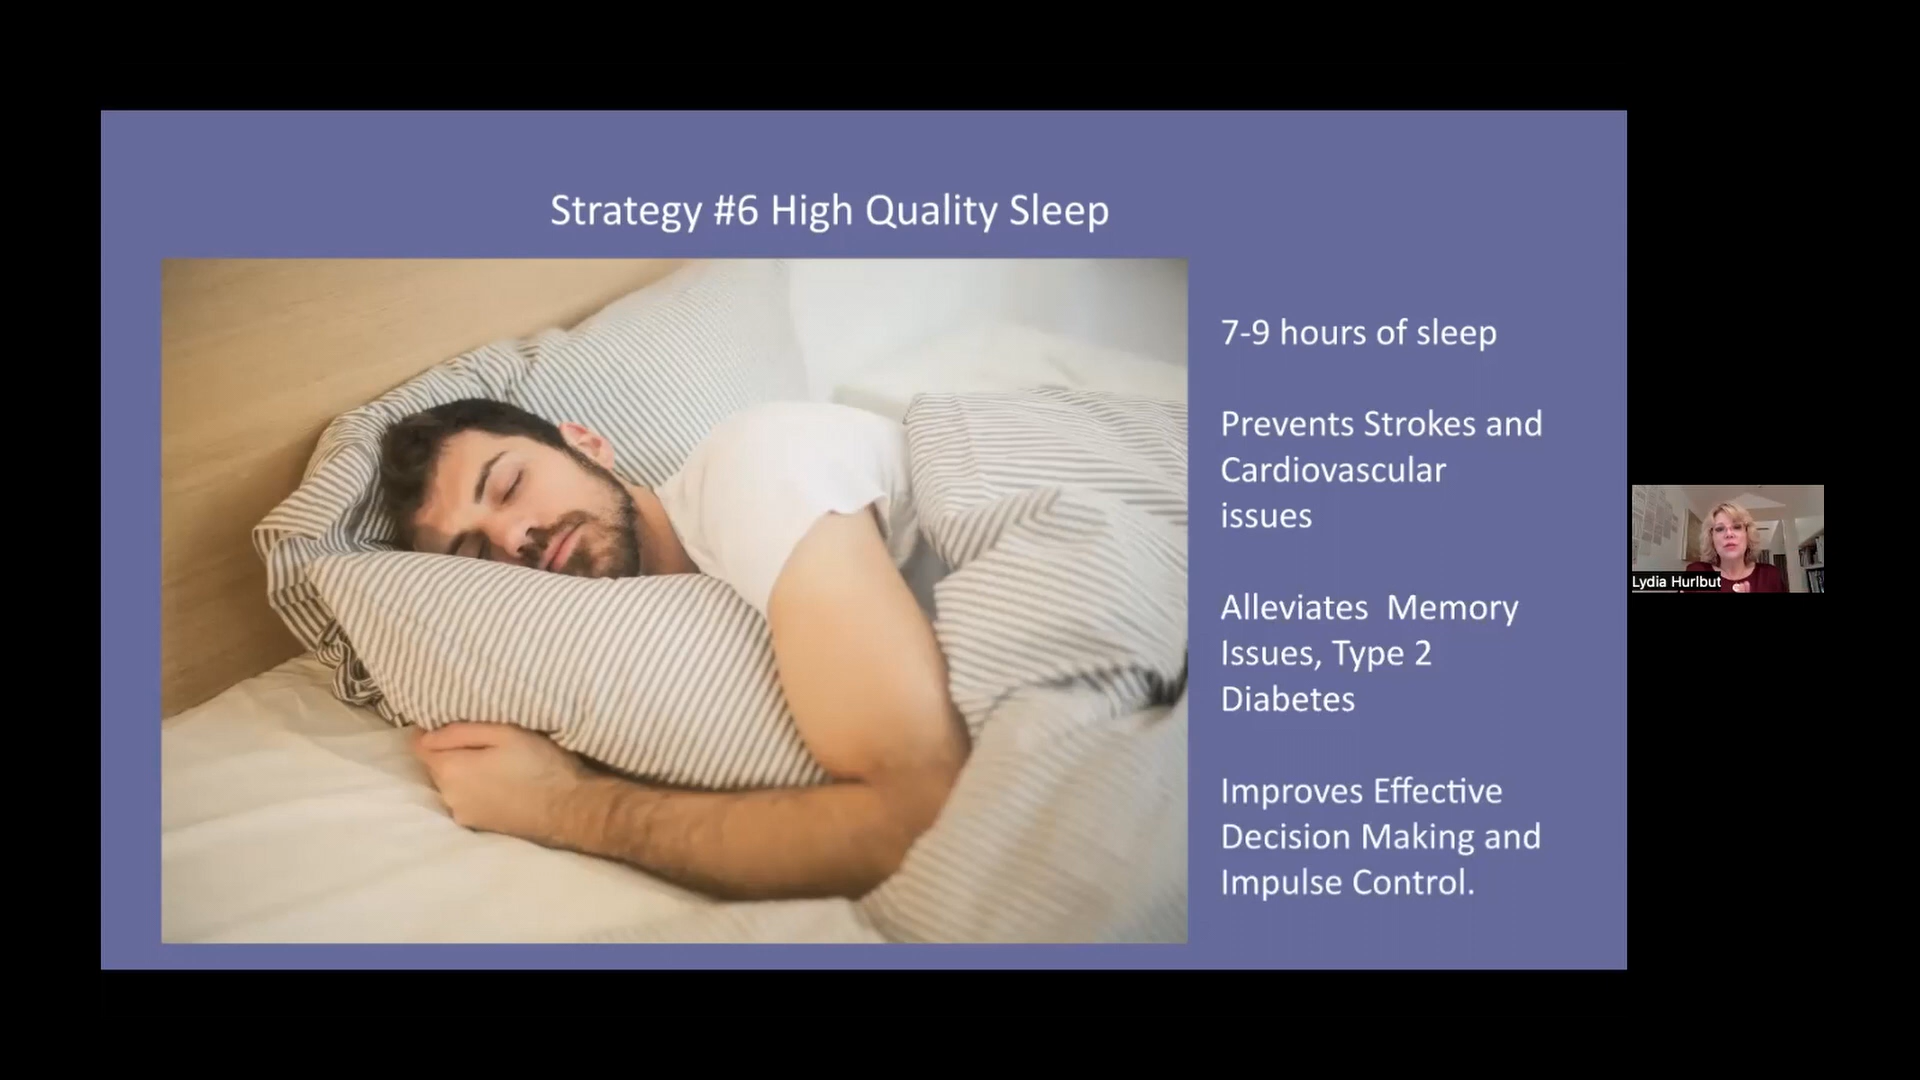 Strategy #6 High Quality Sleep
7-9 hours of sleep
Prevents Strokes and
Cardiovascular
issues
Alleviates  Memory
Issues, Type 2
Diabetes
Improves Effective
Decision Making and
Impulse Control.
Lydia Hurlbut